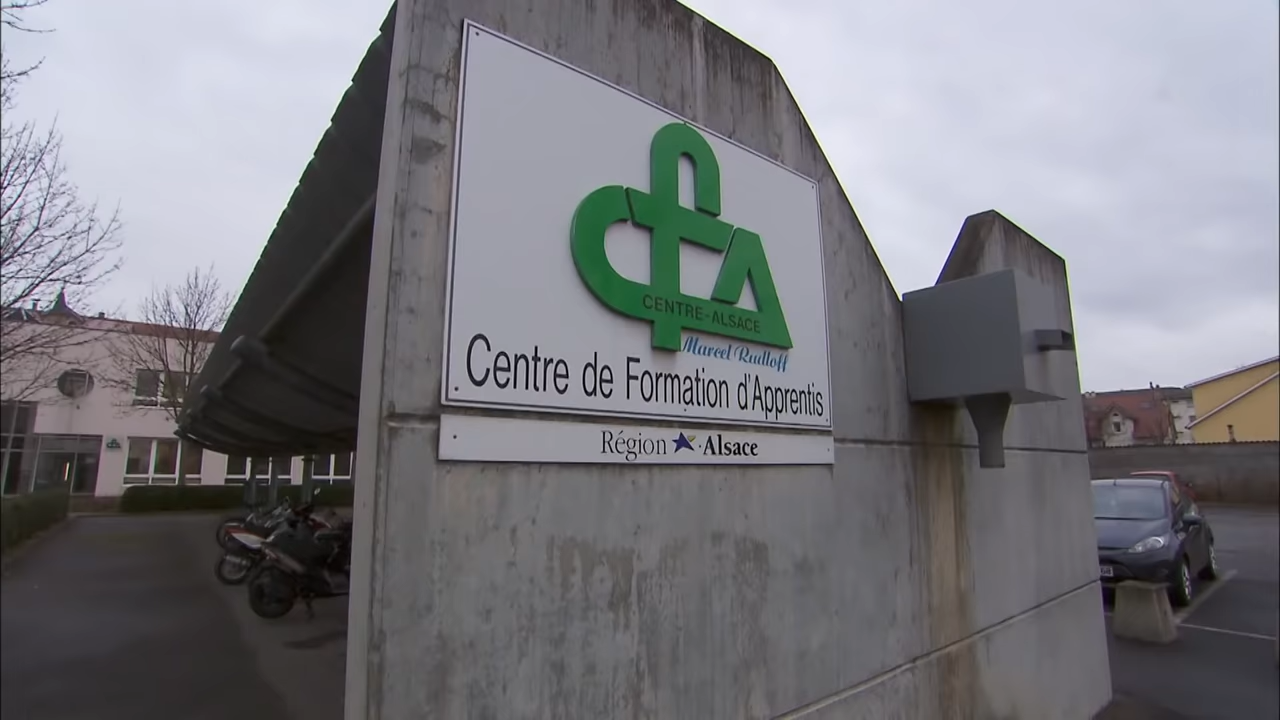 CFA
CENTRE-ALSACE
Marcel Rudloff
Centre de Formation d'Apprentis
Région Alsace